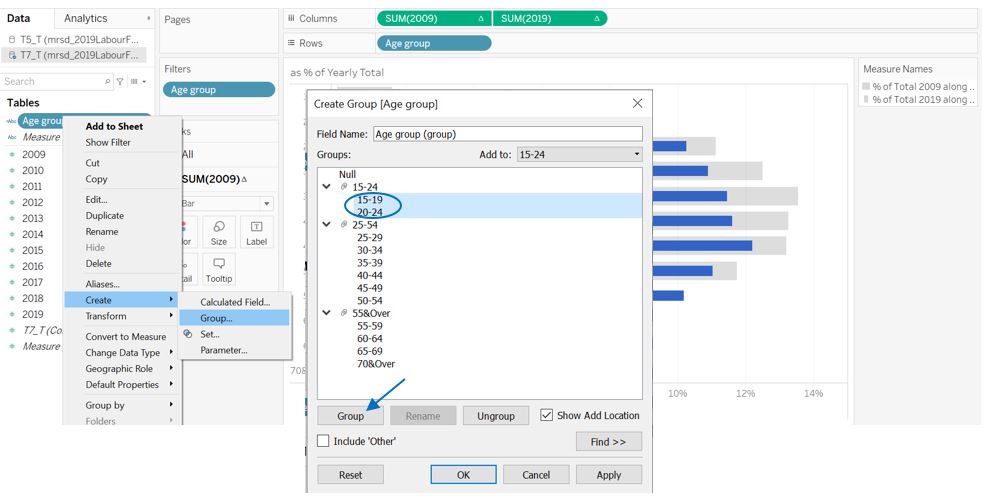 Data
Analytics
T5_T (mrsd_2019LabourF...
T7_T (mrsd_2019LabourF...
Search
Tables
Abc Age grou
Abc Measure
2009
2010
2011
2012
2013
2014
2015
2016
2017
2018
2019
T7_T (Co
Measure
Add to Sheet
Show Filter
Cut
Copy
Edit...
Duplicate
Rename
Hide
Delete
Aliases...
Create
Transform
Convert to Measure
Change Data Type
Geographic Role
Default Properties
Group by
Folders
Calculated Field...
Group...
Set...
Parameter...
Pages
Filters
Age group
ks
All
SUM(2009)
Bar
or
Size
Label
tail
Tooltip
Columns
SUM(2009)
SUM(2019)
Rows
Age group
as % of Yearly Total
708
10%
12%
14%
Create Group [Age group]
Field Name: Age group (group)
Groups:
Add to: 15-24
Null
15-24
15-19
20-24
25-54
25-29
30-34
35-39
40-44
45-49
50-54
55&Over
55-59
60-64
65-69
70&Over
Group
Rename
Ungroup
Show Add Location
Include 'Other'
Find >>
Reset
OK
Cancel
Apply
Measure Names
% of Total 2009 along ..
% of Total 2019 along ..